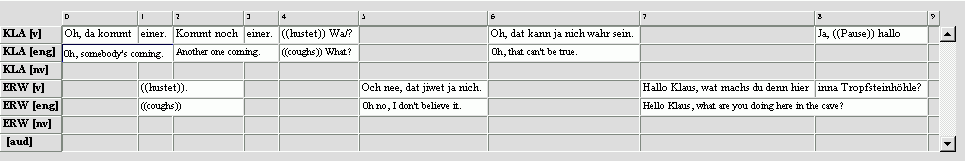 0 1 2 3 4 5 6 7 8 9
KLA [v] Oh, da kommt einer. Kommt noch einer. ((hustet)) Wa/? Oh, dat kann ja nich wahr sein. Ja, ((Pause)) hallo
KLA [eng] Oh, somebody's coming. Another one coming. ((coughs)) What? Oh, that can't be true.
KLA [nv]
ERW [v] ((hustet)). Och nee, dat jiwet ja nich. Hallo Klaus, wat machs du denn hier inna Tropfsteinhöhle?
ERW [eng] ((coughs)) Oh no, I don't believe it. Hello Klaus, what are you doing here in the cave?
ERW [nv]
[aud]